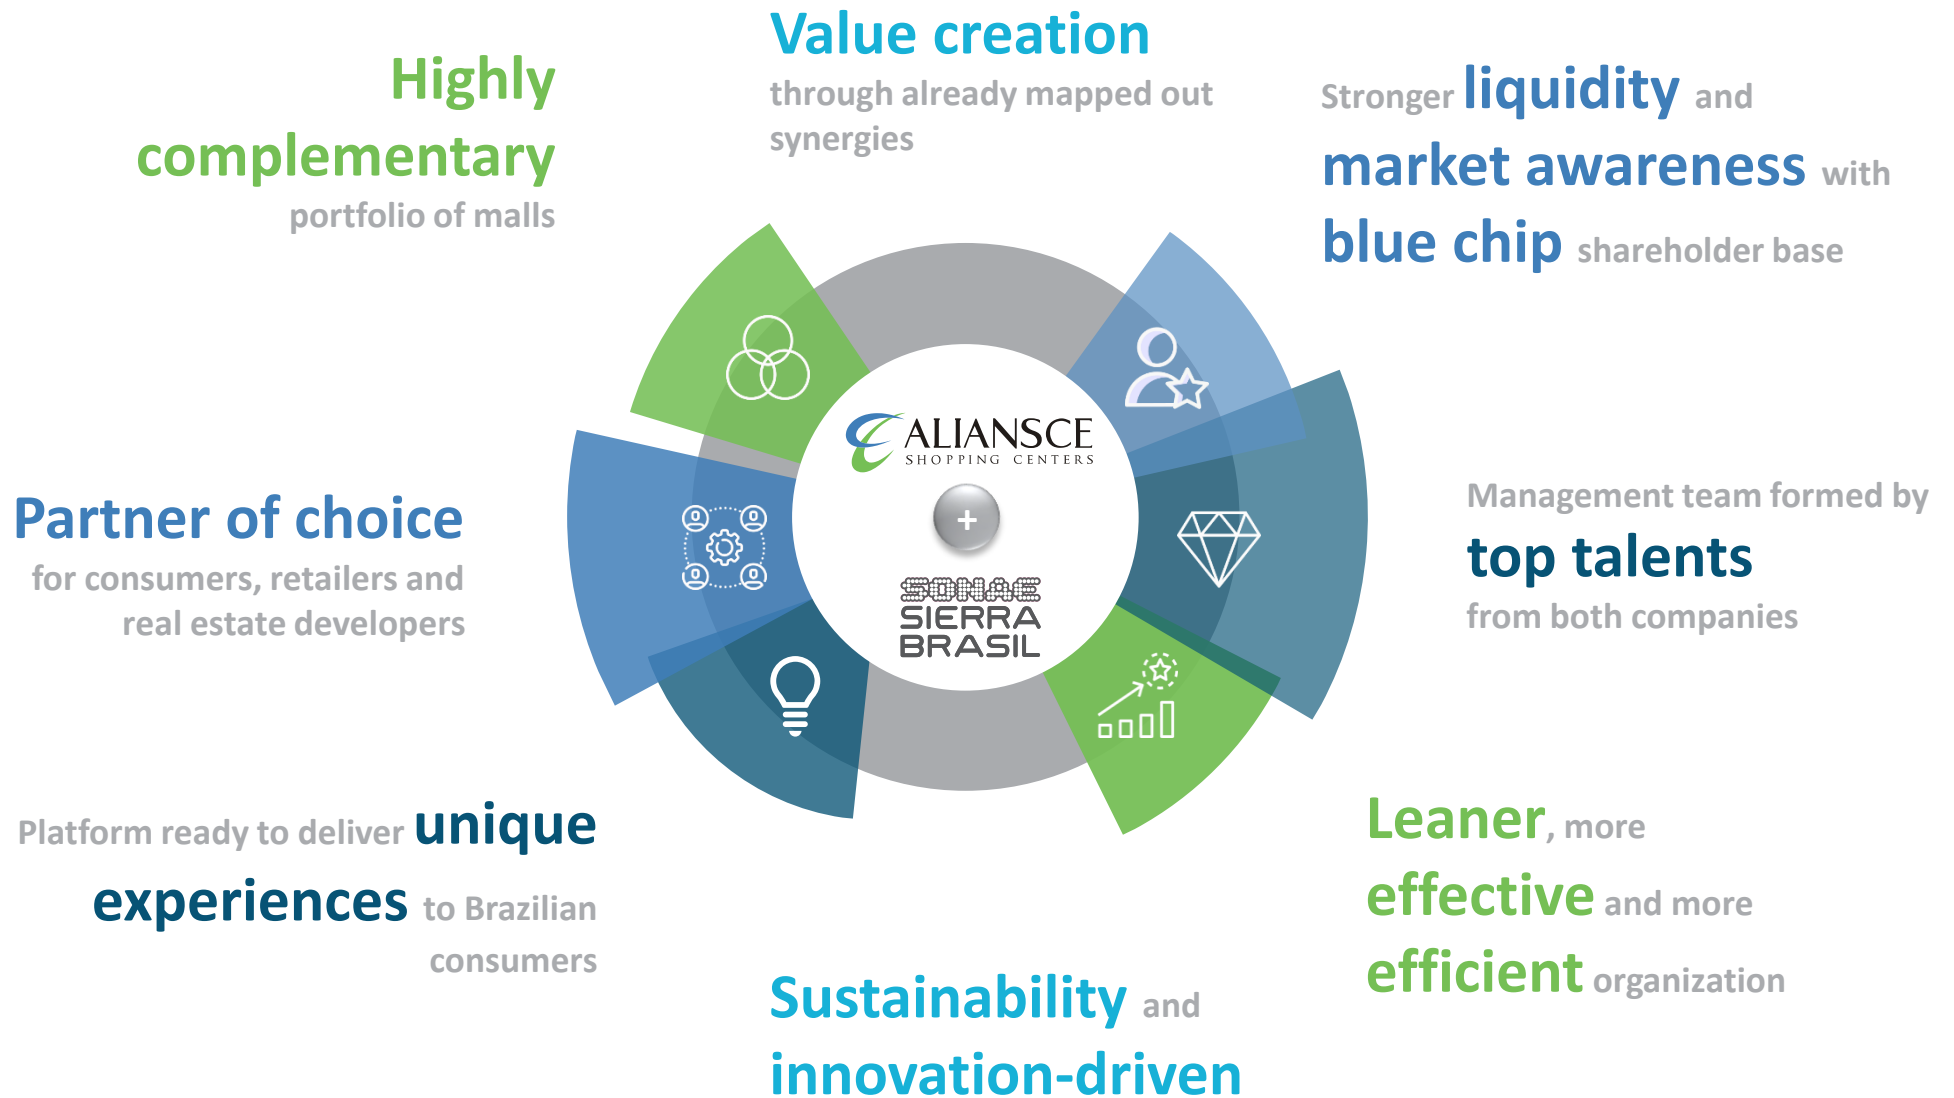 Value creation
through already mapped out
synergies
Highly
complementary
portfolio of malls
Stronger liquidity and
market awareness with
blue chip shareholder base
ALIANSCE
SHOPPING CENTERS
+
SONAE
SIERRA
BRASIL
Partner of choice
for consumers, retailers and
real estate developers
Management team formed by
top talents
from both companies
Platform ready to deliver unique
experiences to Brazilian
consumers
Leaner, more
effective and more
efficient organization
Sustainability and
innovation-driven